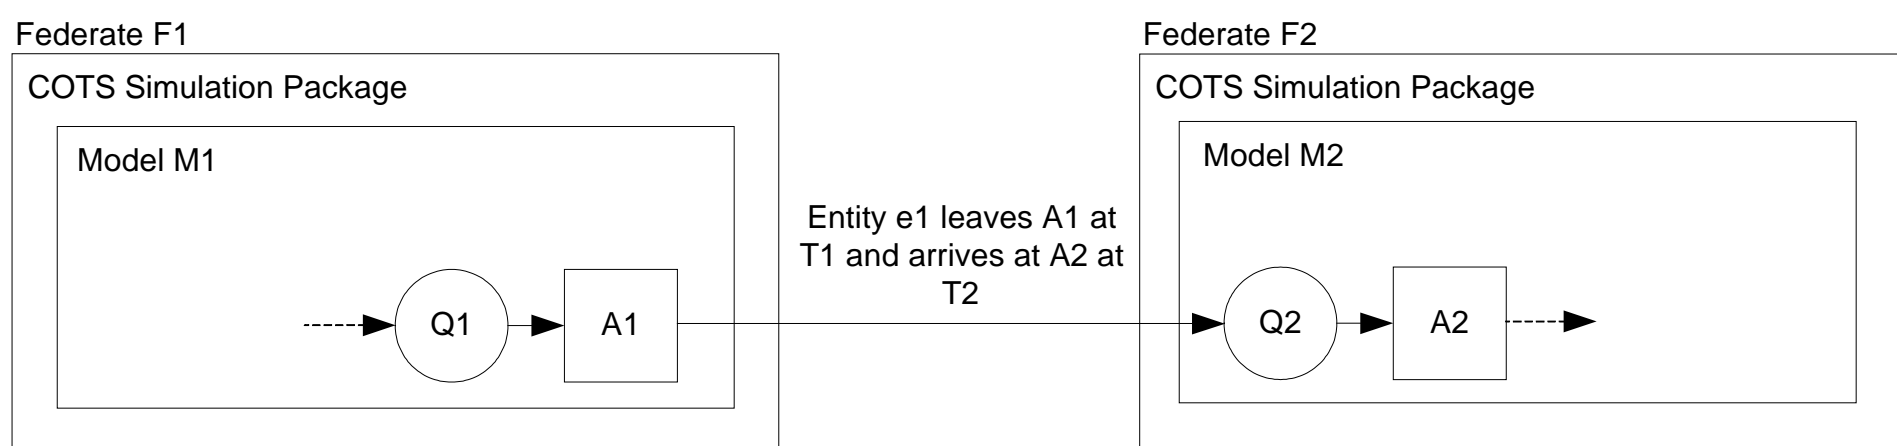 Federate F1
COTS Simulation Package
Model M1
Q1
A1
Entity e1 leaves A1 at
T1 and arrives at A2 at
T2
Federate F2
COTS Simulation Package
Model M2
Q2
A2